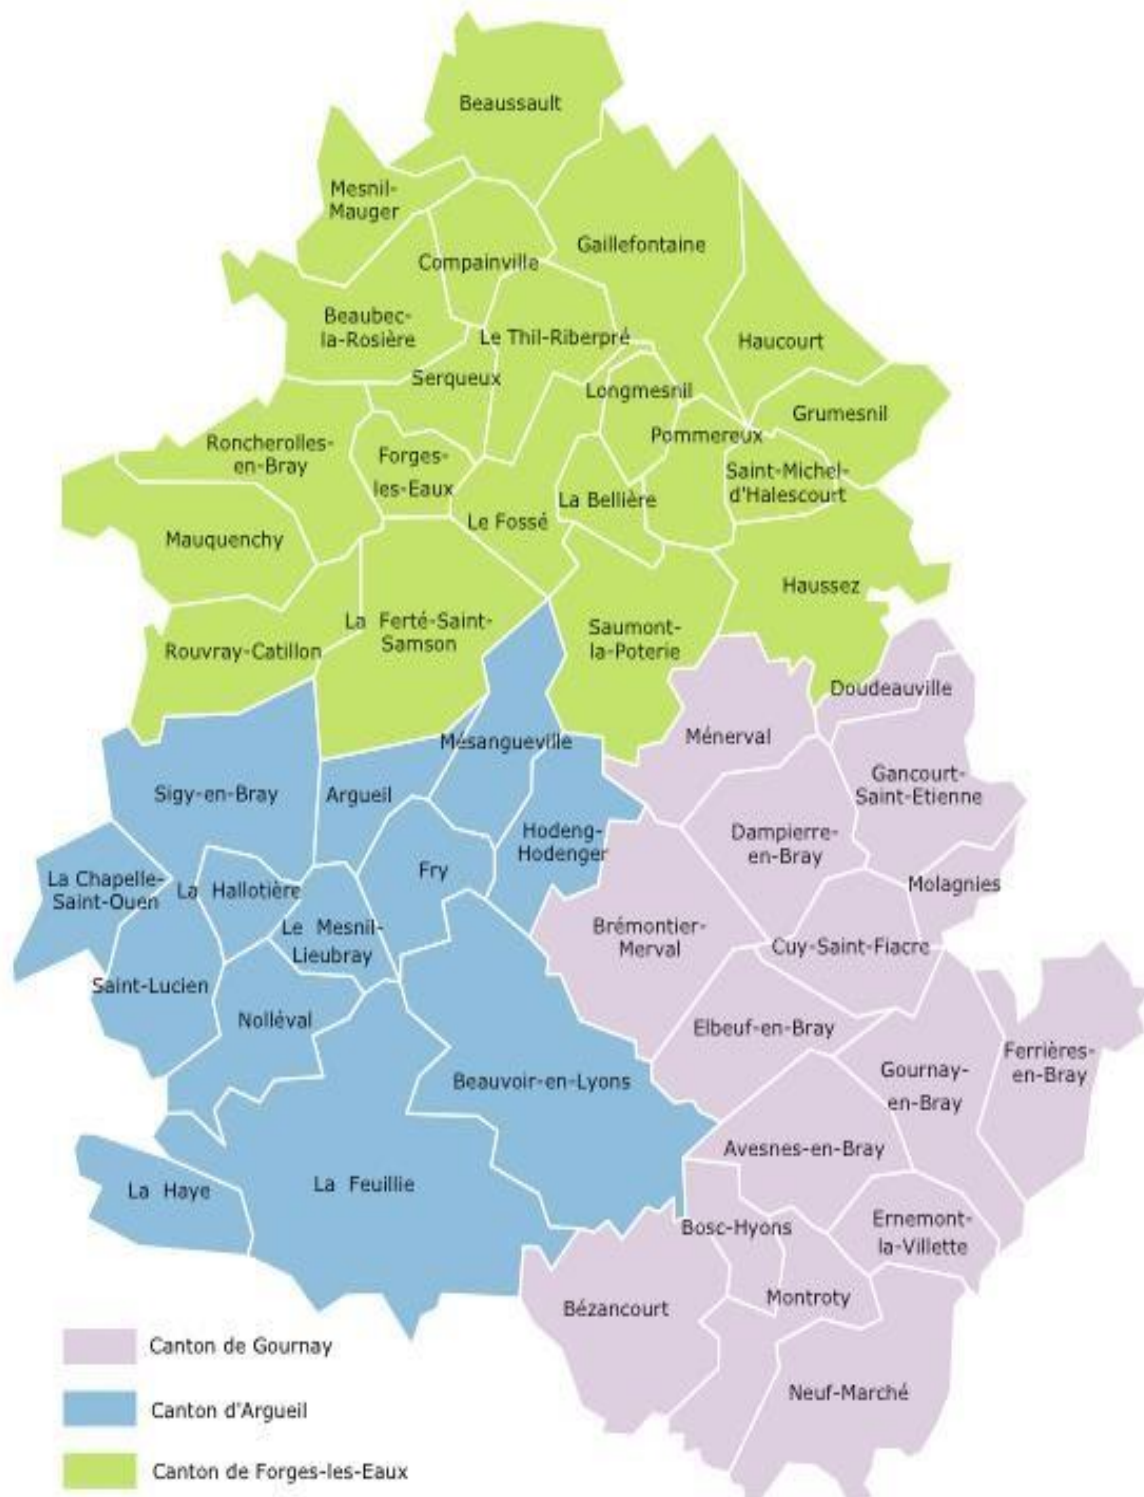 Beaussault
Mesnil-
Mauger
Gaillefontaine
Compainville
Beaubec-
la-Rosière
Le Thil-Riberpré
Haucourt
Serqueux
Longmesnil
Grumesnil
Pommereux
Roncherolles-
en-Bray
Forges-
les-Eaux
Saint-Michel-
d'Halescourt
La Bellière
Le Fossé
Mauquenchy
Haussez
La Ferté-Saint-
Samson
Saumont-
la-Poterie
Rouvray-Catillon
Doudeauville
Ménerval
Mésangueville
Sigy-en-Bray
Argueil
Gancourt-
Saint-Etienne
Hodeng-
Hodenger
Dampierre-
en-Bray
Fry
La Chapelle-
Saint-Ouen
La Hallotière
Molagnies
Le Mesnil-
Lieubray
Brémontier-
Merval
Cuy-Saint-Fiacre
Saint-Lucien
Nolléval
Elbeuf-en-Bray
Ferrières-
en-Bray
Gournay-
en-Bray
Beauvoir-en-Lyons
Avesnes-en-Bray
La Haye
La Feuillie
Bosc-Hyons
Ernemont-
la-Villette
Montroty
Bézancourt
Neuf-Marché
Canton de Gournay
Canton d'Argueil
Canton de Forges-les-Eaux